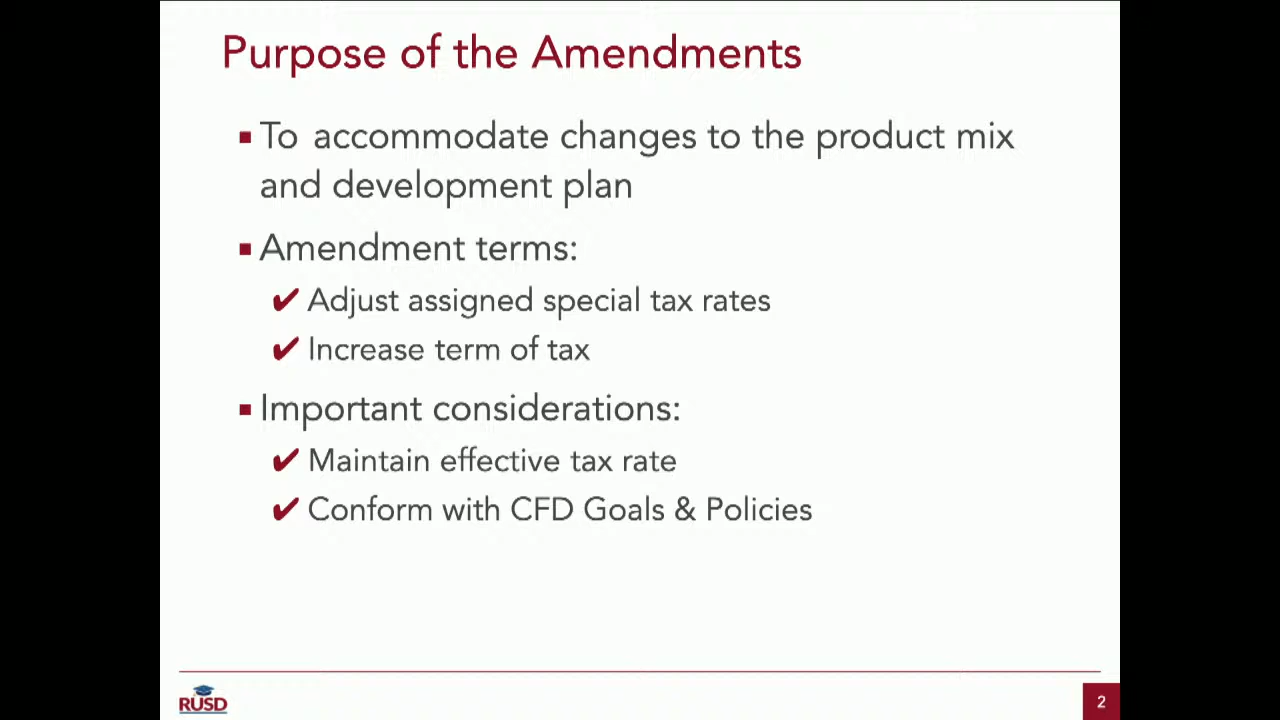 Purpose of the Amendments
To accommodate changes to the product mix
and development plan
Amendment terms:
Adjust assigned special tax rates
Increase term of tax
Important considerations:
Maintain effective tax rate
Conform with CFD Goals & Policies
RUSD
2